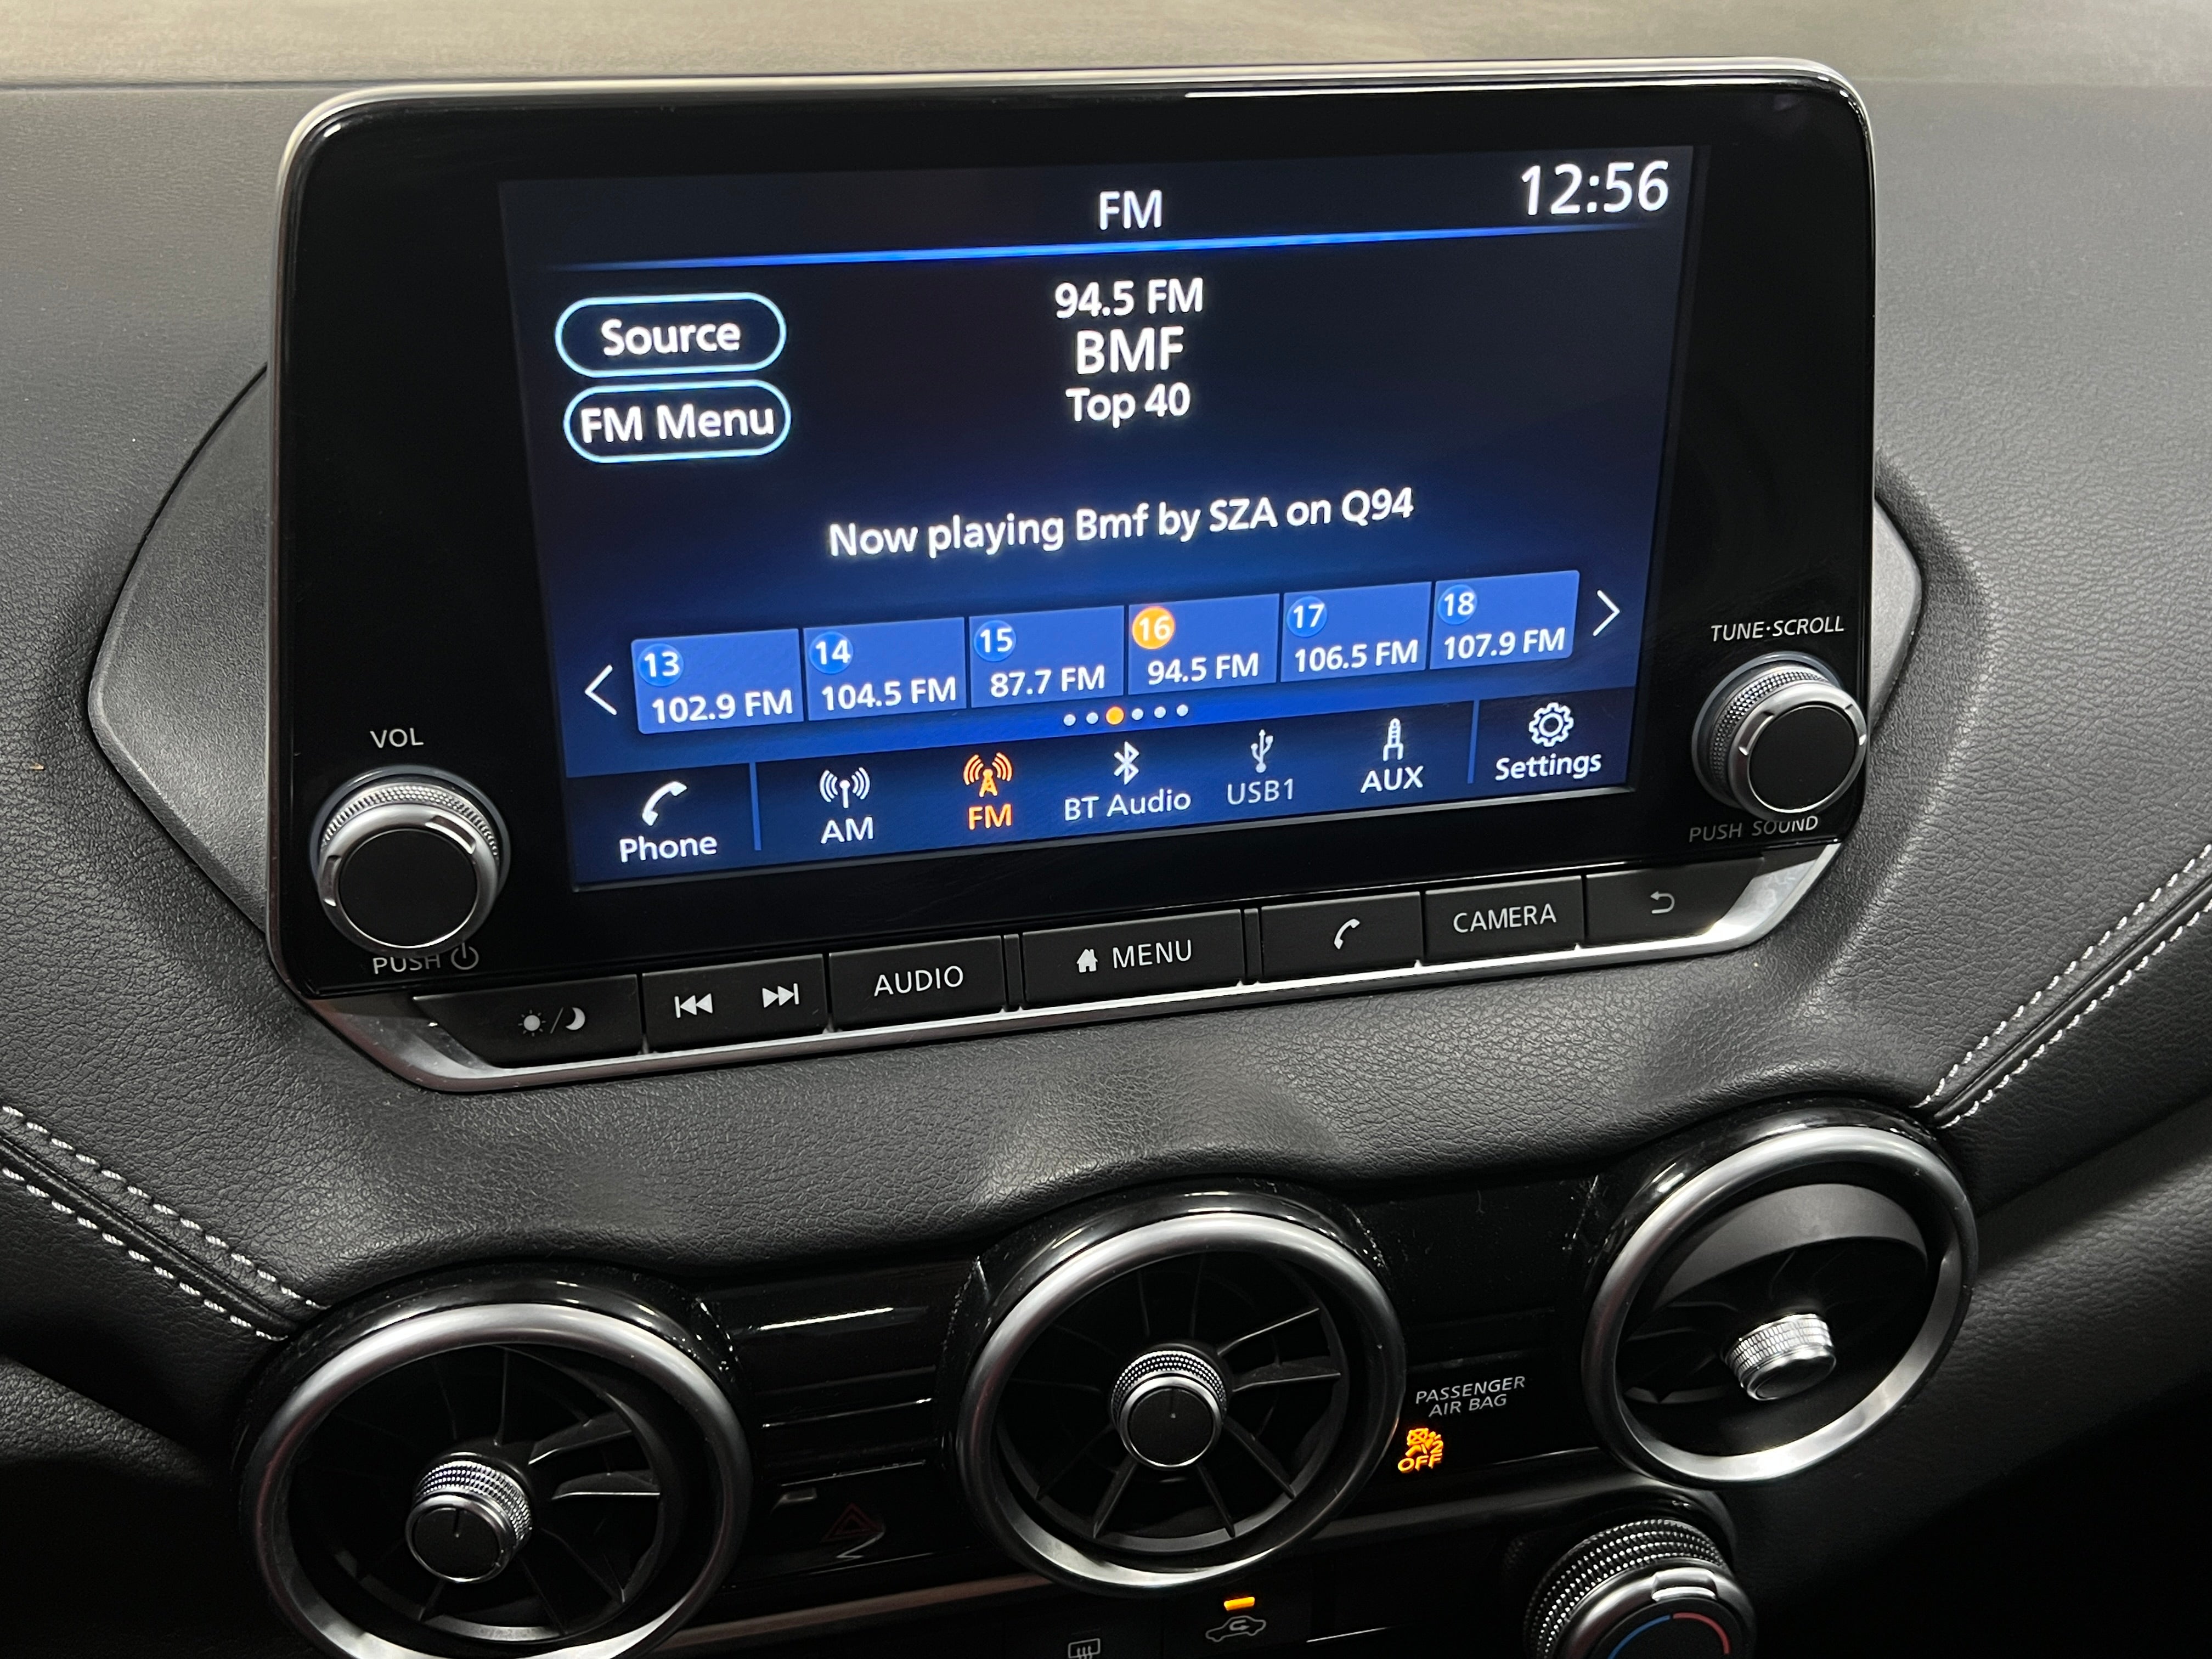 FM
12:56
Source
94.5 FM
BMF
Top 40
FM Menu
Now playing Bmf by SZA on Q94
13
102.9 FM
14
104.5 FM
15
87.7 FM
16
94.5 FM
17
106.5 FM
18
107.9 FM
Phone
AM
FM
BT Audio
USB1
AUX
Settings
VOL
PUSH
TUNE·SCROLL
PUSH SOUND
AUDIO
MENU
CAMERA
PASSENGER
AIR BAG
2
OFF